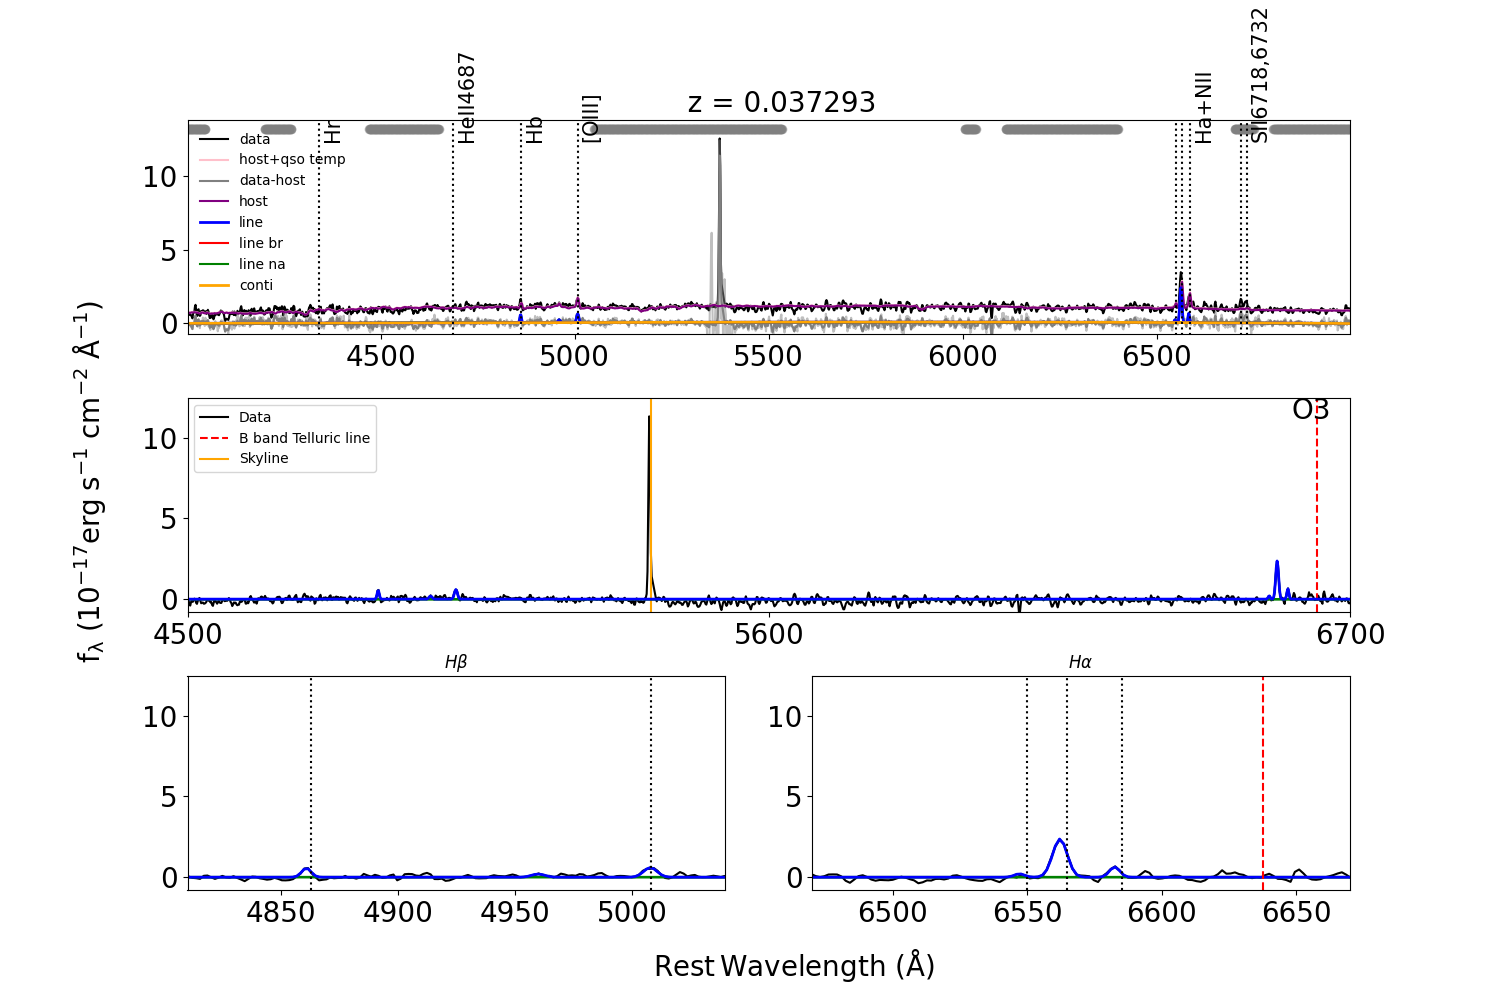 z = 0.037293
Hr
HeII4687
Hb
[OIII]
Ha+NII
SII6718,6732
data
host+qso temp
data-host
host
line
line br
line na
conti
10
5
0
4500 5000 5500 6000 6500
O3
Data
B band Telluric line
Skyline
10
5
0
4500 5600 6700
fλ (10−17erg s−1 cm−2 Å−1)
Hβ
10
5
0
4850 4900 4950 5000
Hα
10
5
0
6500 6550 6600 6650
Rest Wavelength (Å)